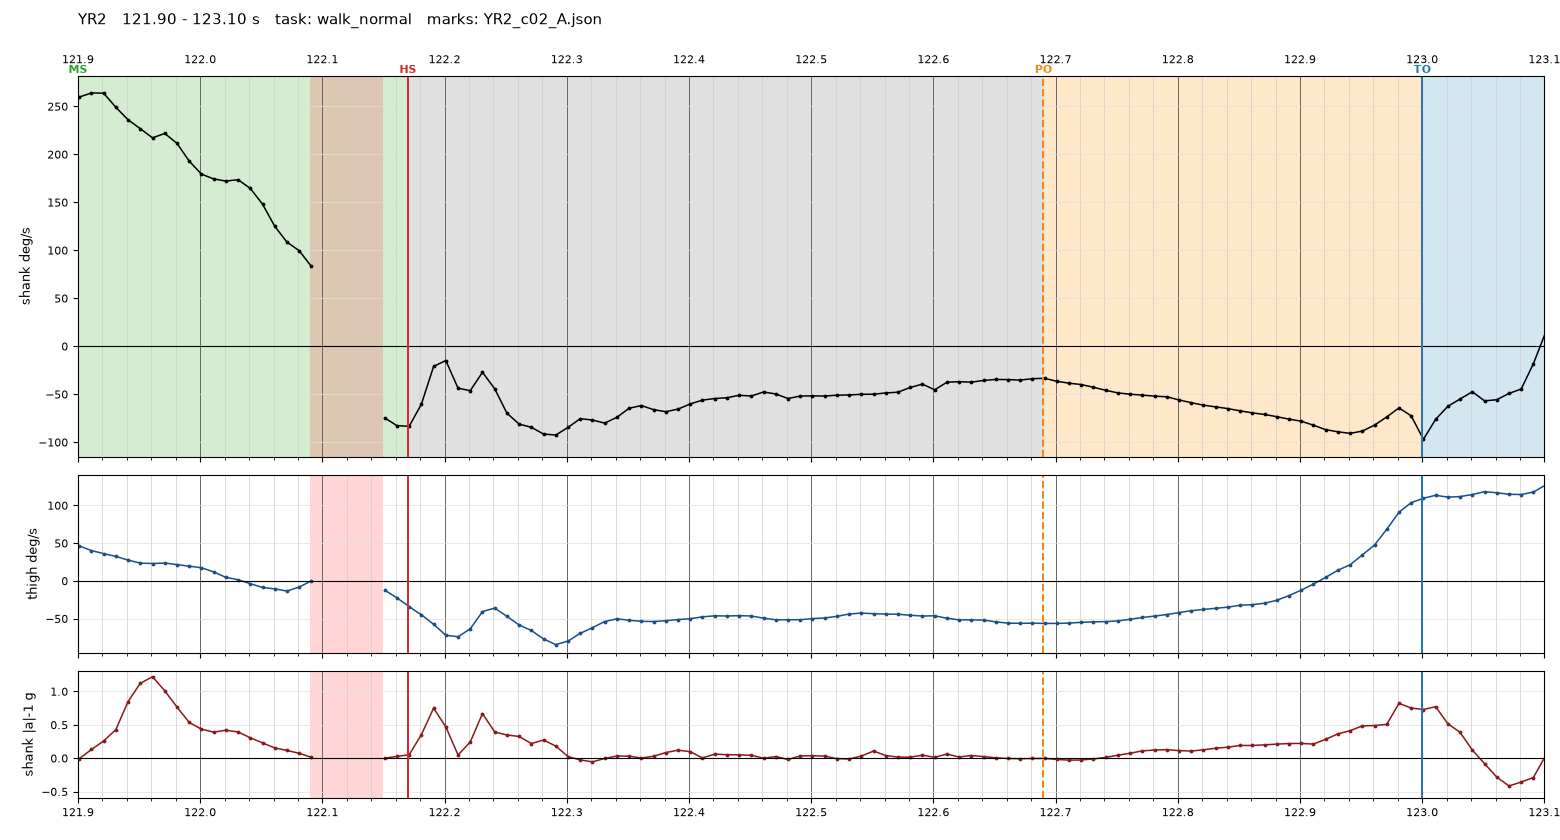 YR2   121.90 - 123.10 s   task: walk_normal   marks: YR2_c02_A.json
121.9 122.0 122.1 122.2 122.3 122.4 122.5 122.6 122.7 122.8 122.9 123.0 123.1
MS HS PO TO
shank deg/s
250
200
150
100
50
0
−50
−100
thigh deg/s
100
50
0
−50
shank |a|-1 g
1.0
0.5
0.0
−0.5
121.9 122.0 122.1 122.2 122.3 122.4 122.5 122.6 122.7 122.8 122.9 123.0 123.1